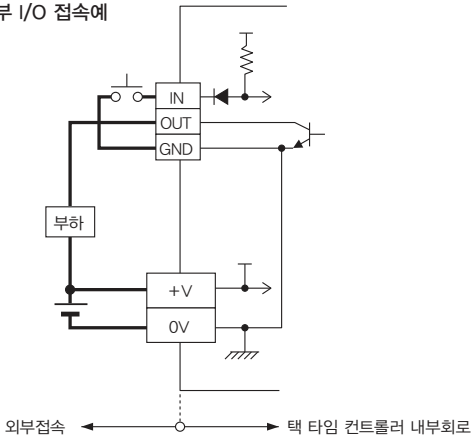 부 I/O 접속예
IN
OUT
GND
부하
+V
0V
외부접속
택 타임 컨트롤러 내부회로